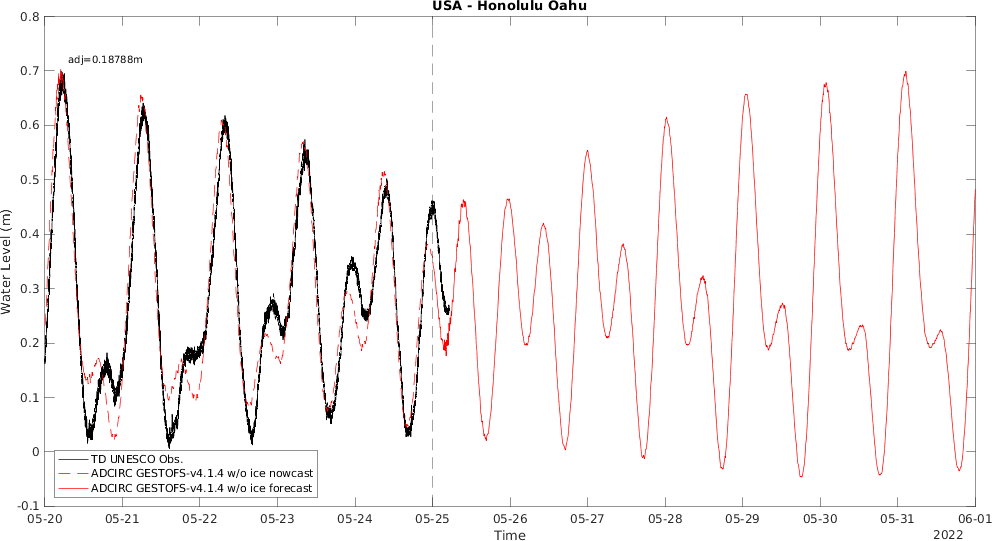 USA - Honolulu Oahu
adj=0.18788m
Water Level (m)
0.8
0.7
0.6
0.5
0.4
0.3
0.2
0.1
0
-0.1
TD UNESCO Obs.
ADCIRC GESTOFS-v4.1.4 w/o ice nowcast
ADCIRC GESTOFS-v4.1.4 w/o ice forecast
05-20 05-21 05-22 05-23 05-24 05-25 05-26 05-27 05-28 05-29 05-30 05-31 06-01
Time
2022